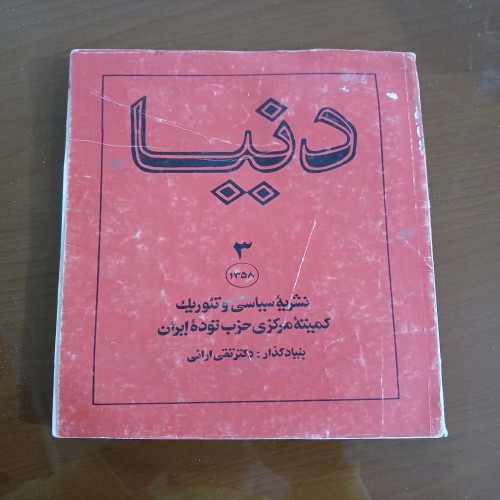 دنیا
۳
۱۳۵۸
نشریهٔ سیاسی و تئوریک
کمیتهٔ مرکزی حزب تودهٔ ایران
بنیادگذار : دکتر تقی ارانی